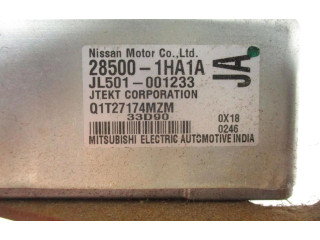 Nissan Motor Co.,Ltd.
28500-1HA1A
JA
JL501-001233
JTEKT CORPORATION
Q1T27174MZM
33D90
0X18
0246
MITSUBISHI ELECTRIC AUTOMOTIVE INDIA